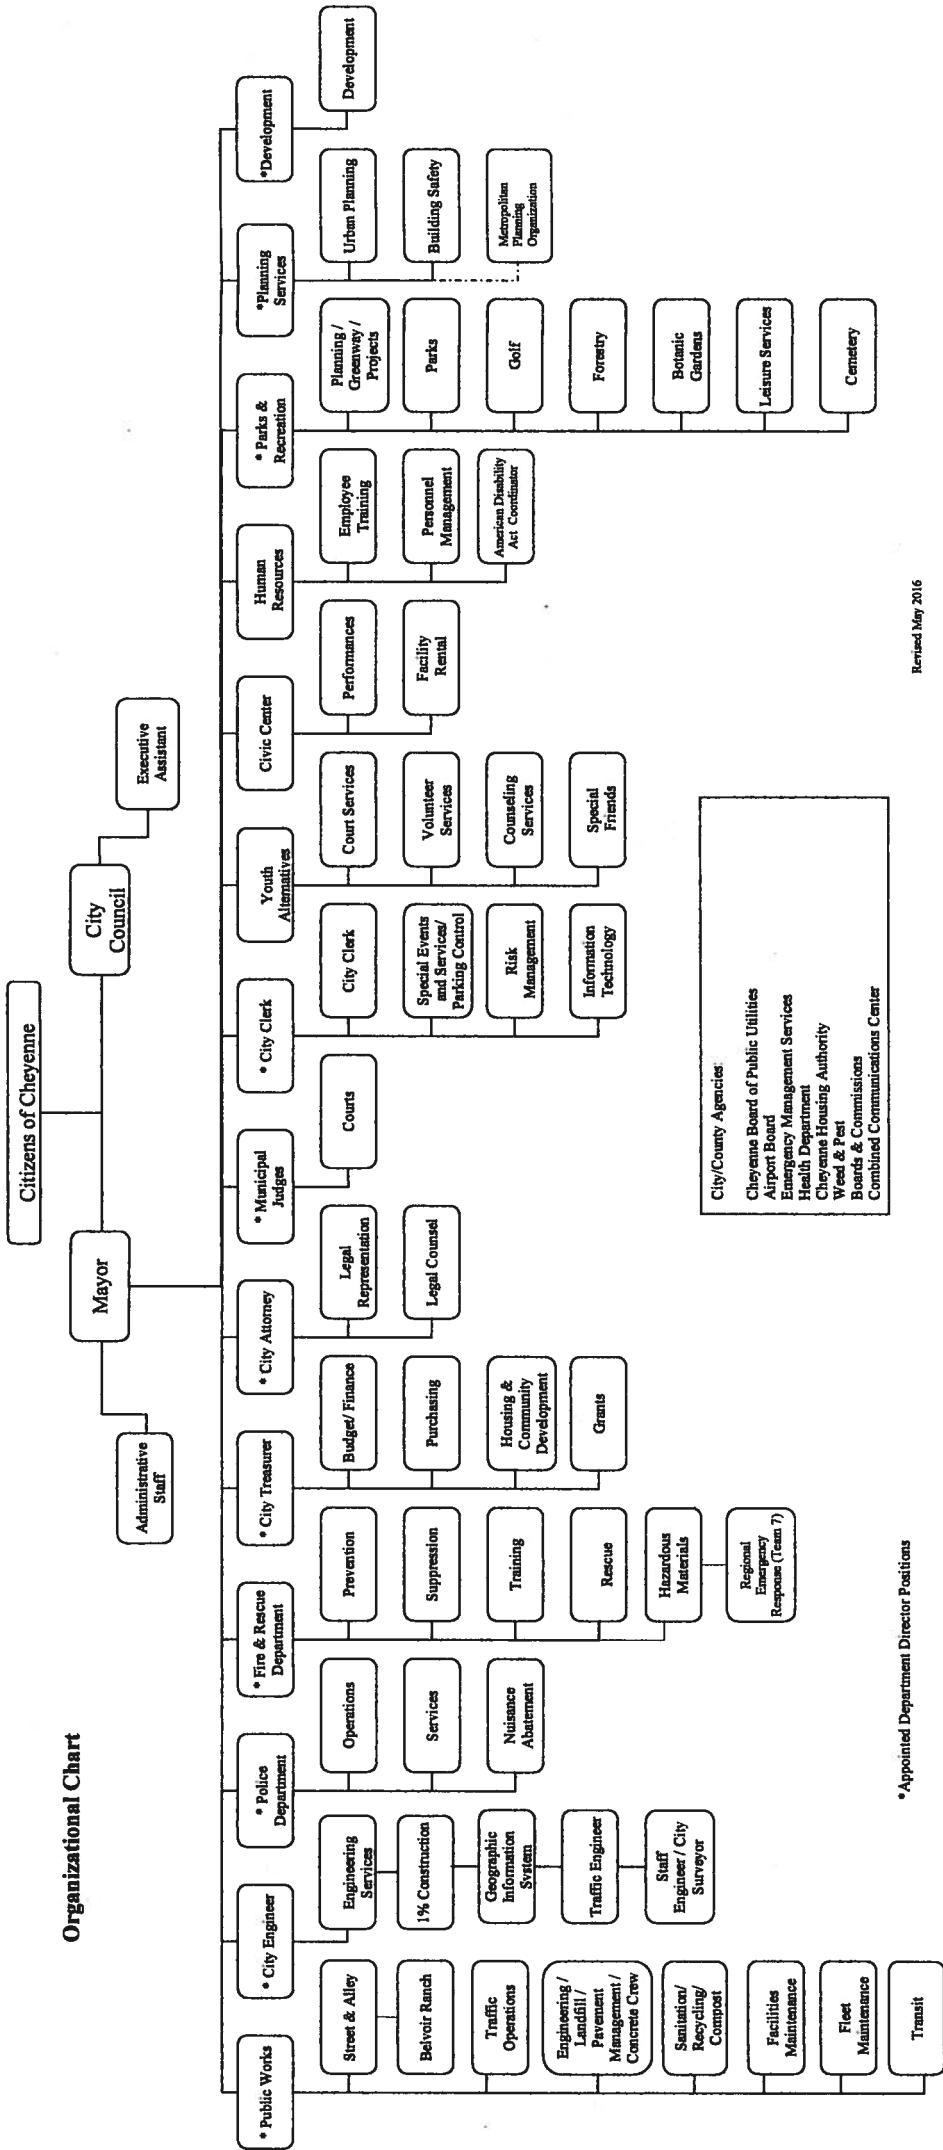 Organizational Chart
Citizens of Cheyenne
Mayor
City
Council
Administrative
Staff
Executive
Assistant
* Public Works
* City Engineer
* Police
Department
* Fire & Rescue
Department
* City Treasurer
* City Attorney
* Municipal
Judges
* City Clerk
Youth
Alternatives
Civic Center
Human
Resources
* Parks &
Recreation
*Planning
Services
*Development
Street & Alley
Belvoir Ranch
Traffic
Operations
Engineering /
Landfill /
Pavement
Management /
Concrete Crew
Sanitation/
Recycling/
Compost
Facilities
Maintenance
Fleet
Maintenance
Transit
Engineering
Services
1% Construction
Geographic
Information
System
Traffic Engineer
Staff
Engineer / City
Surveyor
Operations
Services
Nuisance
Abatement
Prevention
Suppression
Training
Rescue
Hazardous
Materials
Regional
Emergency
Response (Team 7)
Budget/ Finance
Purchasing
Housing &
Community
Development
Grants
Legal
Representation
Legal Counsel
Courts
City Clerk
Special Events
and Services/
Parking Control
Risk
Management
Information
Technology
Court Services
Volunteer
Services
Counseling
Services
Special
Friends
Performances
Facility
Rental
Employee
Training
Personnel
Management
American Disability
Act Coordinator
Planning /
Greenway /
Projects
Parks
Golf
Forestry
Botanic
Gardens
Leisure Services
Cemetery
Urban Planning
Building Safety
Metropolitan
Planning
Organization
Development
City/County Agencies:
Cheyenne Board of Public Utilities
Airport Board
Emergency Management Services
Health Department
Cheyenne Housing Authority
Weed & Pest
Boards & Commissions
Combined Communications Center
*Appointed Department Director Positions
Revised May 2016